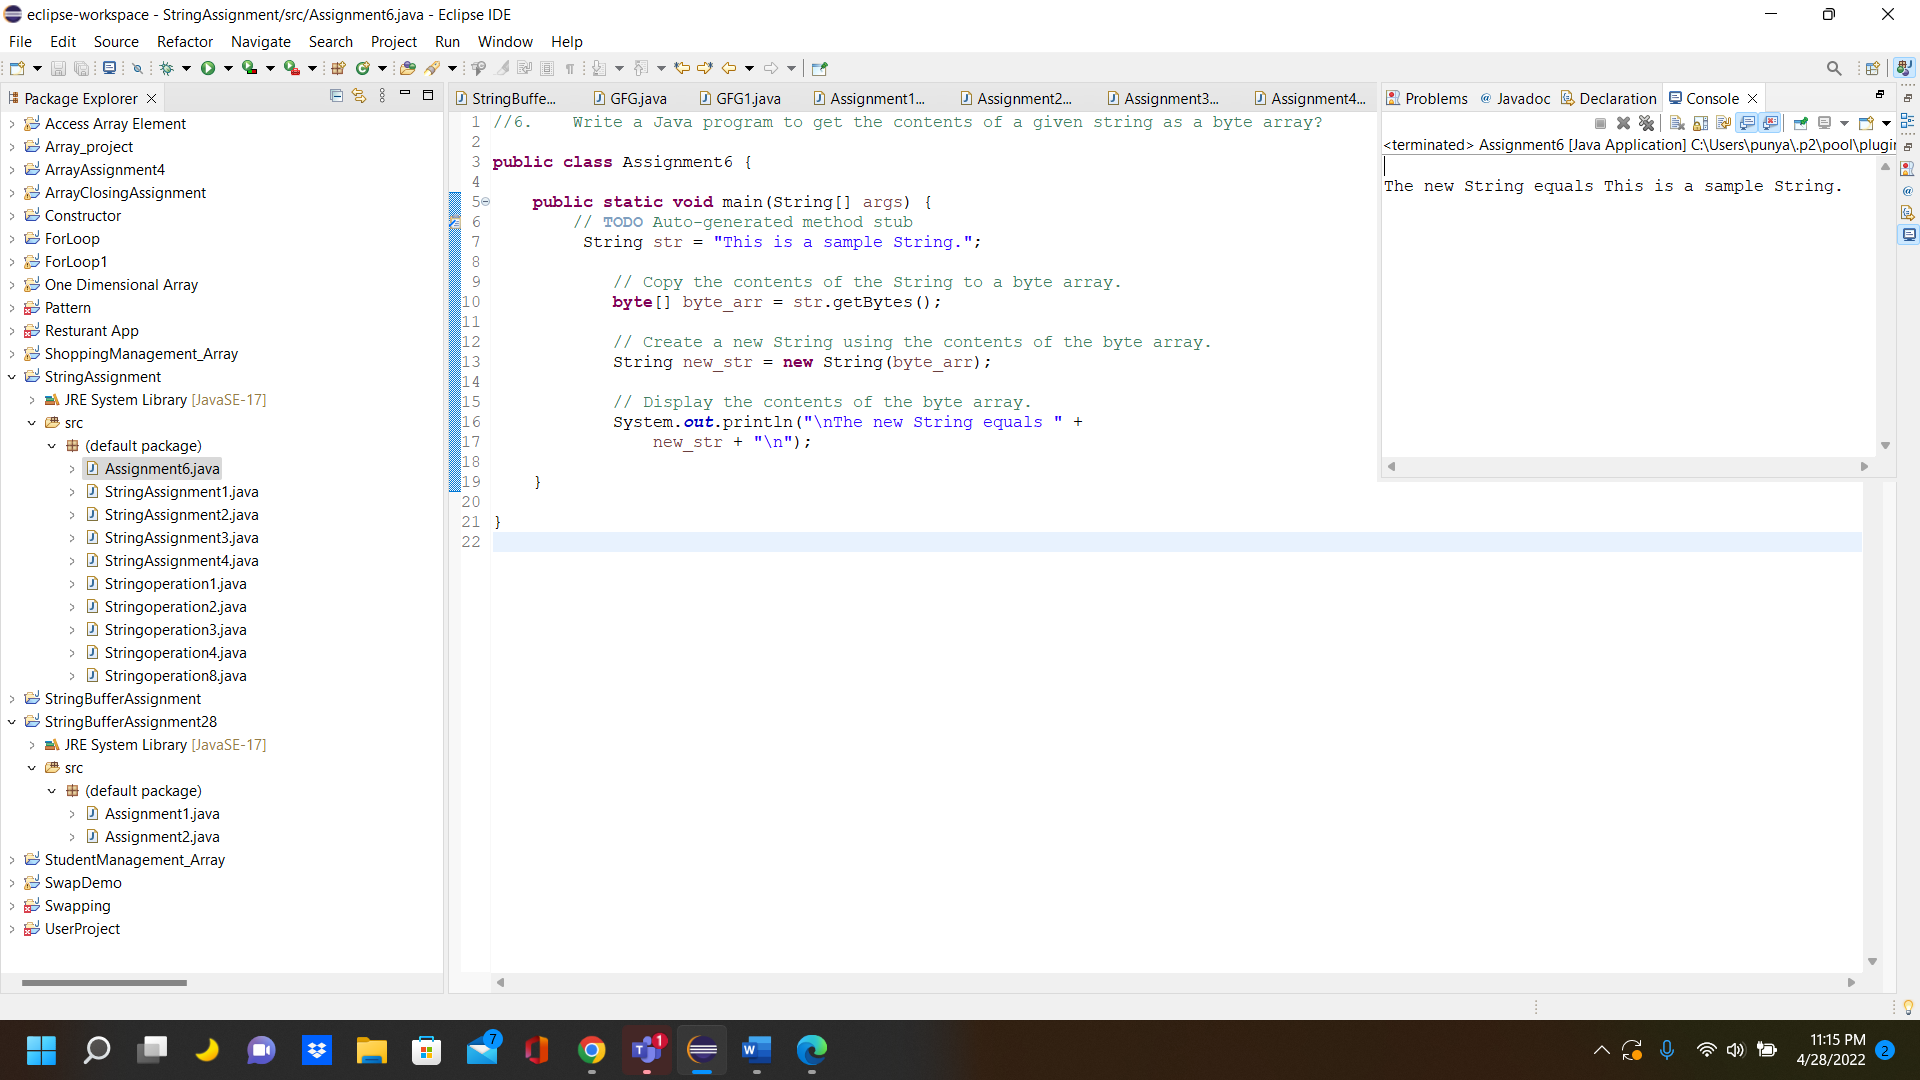 eclipse-workspace - StringAssignment/src/Assignment6.java - Eclipse IDE
File Edit Source Refactor Navigate Search Project Run Window Help
Package Explorer
Access Array Element
Array_project
ArrayAssignment4
ArrayClosingAssignment
Constructor
ForLoop
ForLoop1
One Dimensional Array
Pattern
Resturant App
ShoppingManagement_Array
StringAssignment
JRE System Library [JavaSE-17]
src
(default package)
Assignment6.java
StringAssignment1.java
StringAssignment2.java
StringAssignment3.java
StringAssignment4.java
Stringoperation1.java
Stringoperation2.java
Stringoperation3.java
Stringoperation4.java
Stringoperation8.java
StringBufferAssignment
StringBufferAssignment28
JRE System Library [JavaSE-17]
src
(default package)
Assignment1.java
Assignment2.java
StudentManagement_Array
SwapDemo
Swapping
UserProject
StringBuffe... GFG.java GFG1.java Assignment1... Assignment2... Assignment3... Assignment4...
1 //6. Write a Java program to get the contents of a given string as a byte array?
2
3 public class Assignment6 {
4
5 public static void main(String[] args) {
6 // TODO Auto-generated method stub
7 String str = "This is a sample String.";
8
9 // Copy the contents of the String to a byte array.
10 byte[] byte_arr = str.getBytes();
11
12 // Create a new String using the contents of the byte array.
13 String new_str = new String(byte_arr);
14
15 // Display the contents of the byte array.
16 System.out.println("\nThe new String equals " +
17 new_str + "\n");
18
19 }
20
21 }
22
Problems Javadoc Declaration Console
<terminated> Assignment6 [Java Application] C:\Users\punya\.p2\pool\plugi
The new String equals This is a sample String.
7
1
11:15 PM
4/28/2022
2